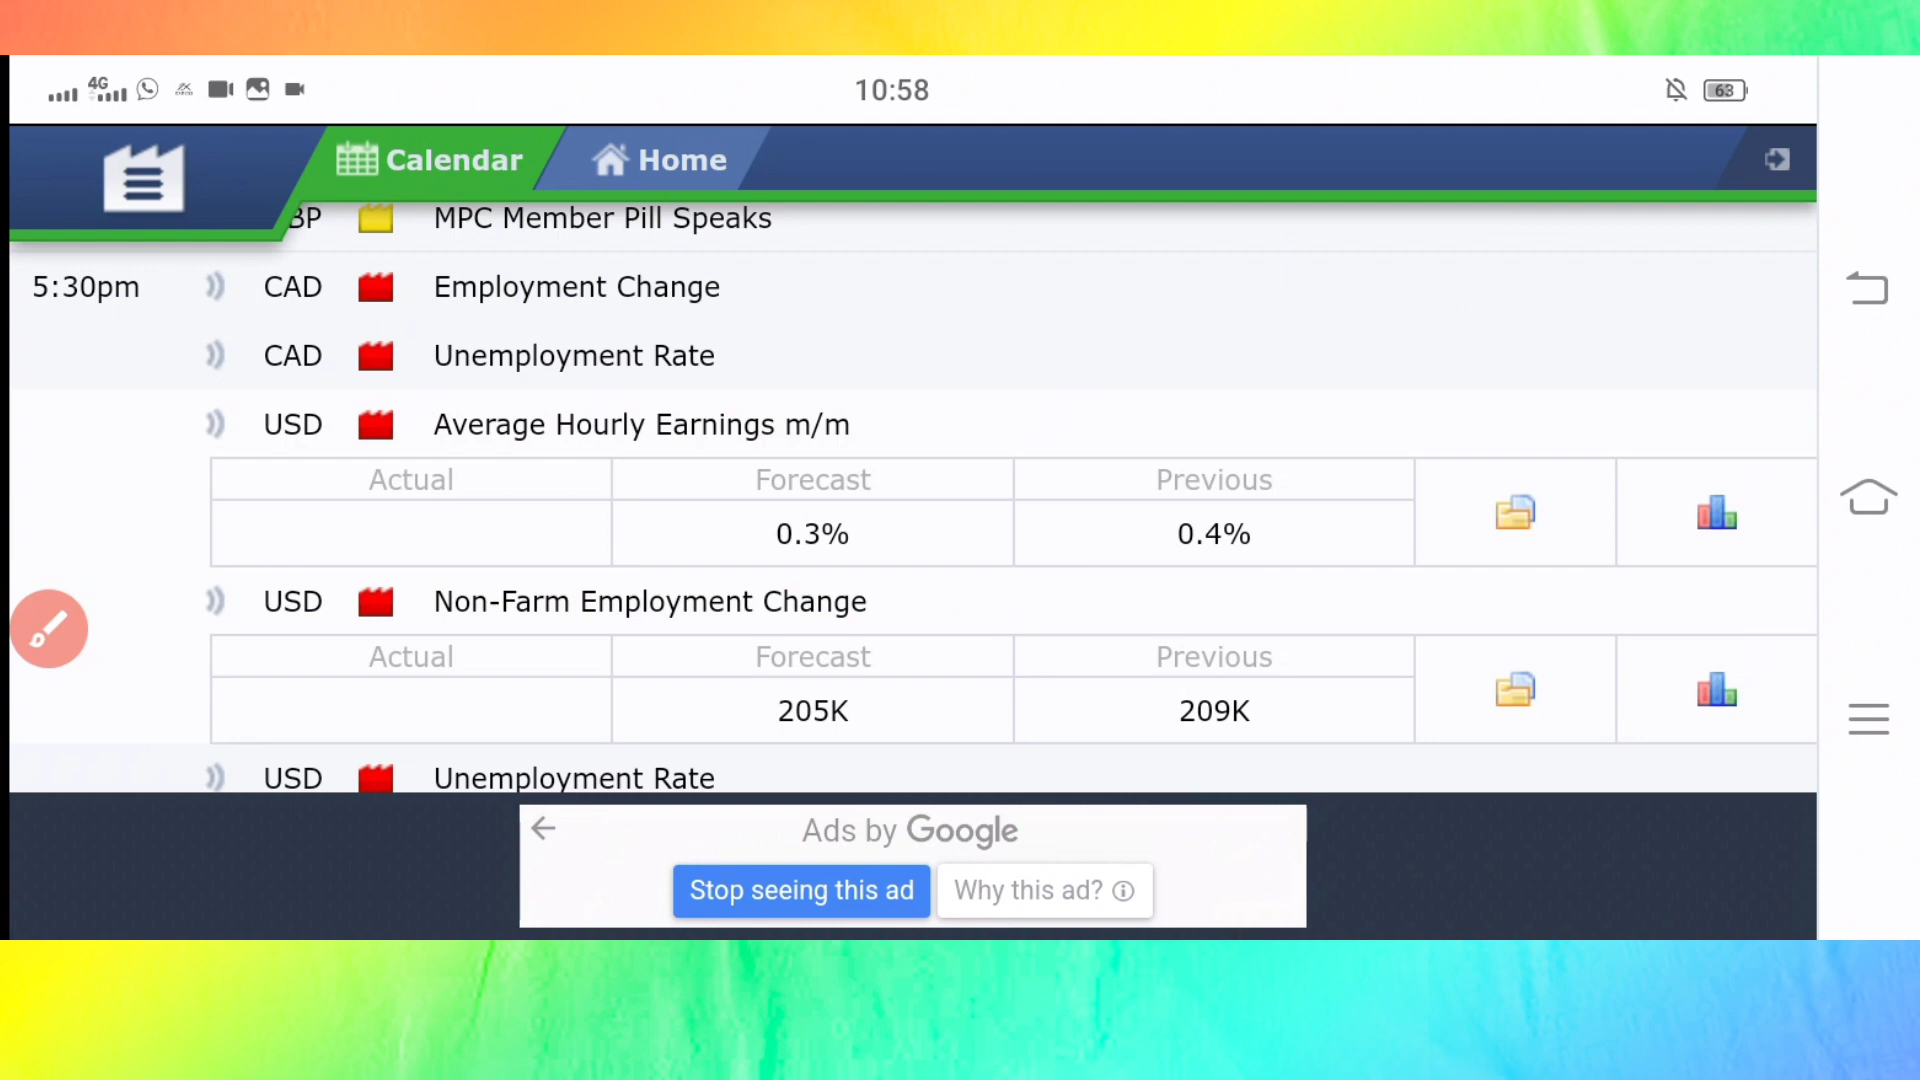 4G
10:58
63
Calendar
Home
BP MPC Member Pill Speaks
5:30pm CAD Employment Change
CAD Unemployment Rate
USD Average Hourly Earnings m/m
Actual Forecast Previous
0.3% 0.4%
USD Non-Farm Employment Change
Actual Forecast Previous
205K 209K
USD Unemployment Rate
Ads by Google
Stop seeing this ad Why this ad?